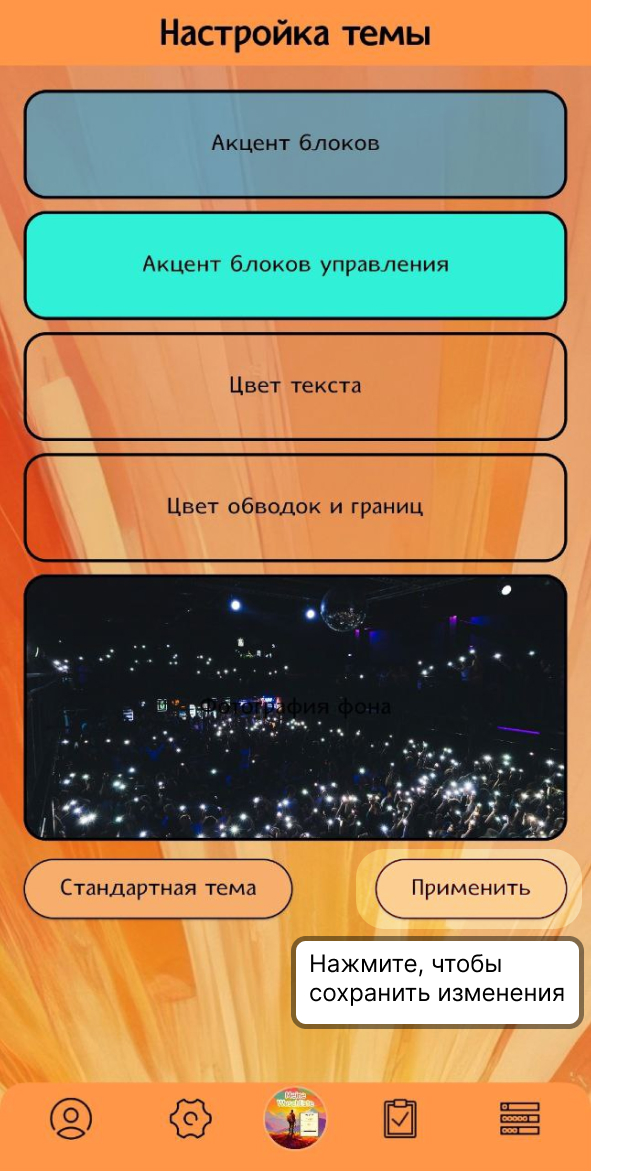 Настройка темы
Акцент блоков
Акцент блоков управления
Цвет текста
Цвет обводок и границ
Фотография фона
Стандартная тема
Применить
Нажмите, чтобы
сохранить изменения